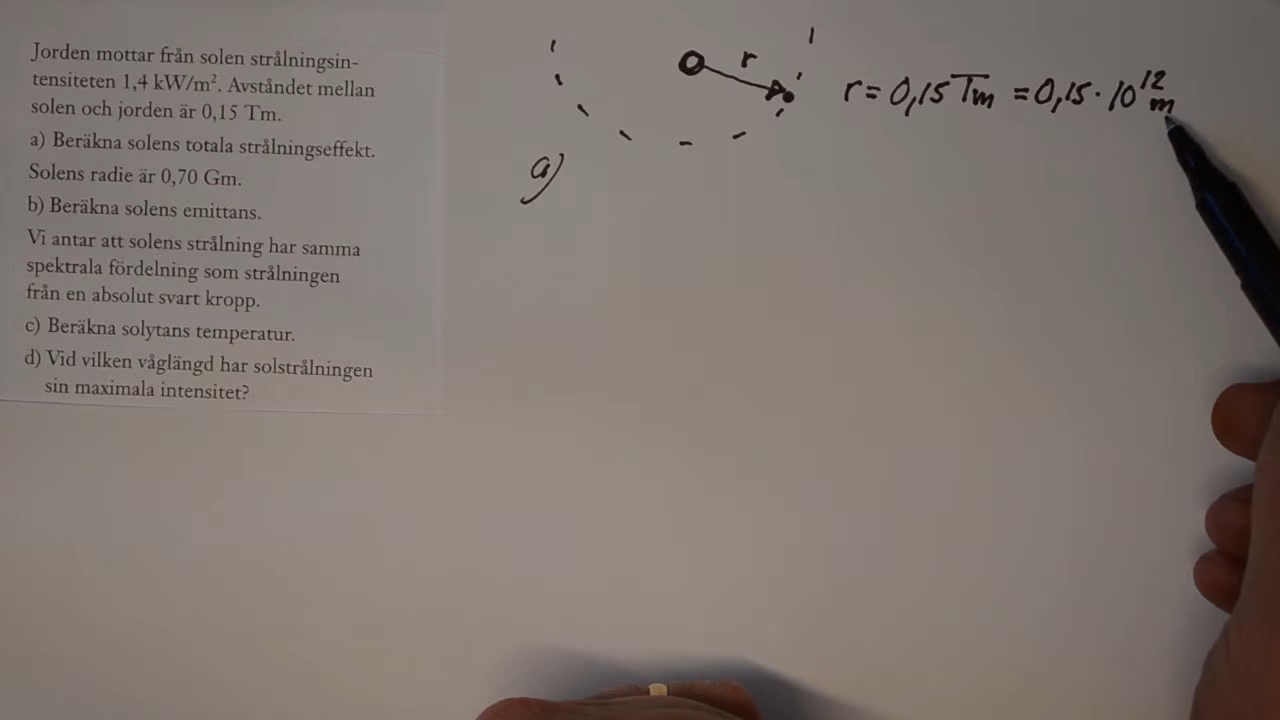 Jorden mottar från solen strålningsin-
tensiteten 1,4 kW/m². Avståndet mellan
solen och jorden är 0,15 Tm.
a) Beräkna solens totala strålningseffekt.
Solens radie är 0,70 Gm.
b) Beräkna solens emittans.
Vi antar att solens strålning har samma
spektrala fördelning som strålningen
från en absolut svart kropp.
c) Beräkna solytans temperatur.
d) Vid vilken våglängd har solstrålningen
sin maximala intensitet?
r
r = 0,15 Tm = 0,15 · 10¹² m
a)